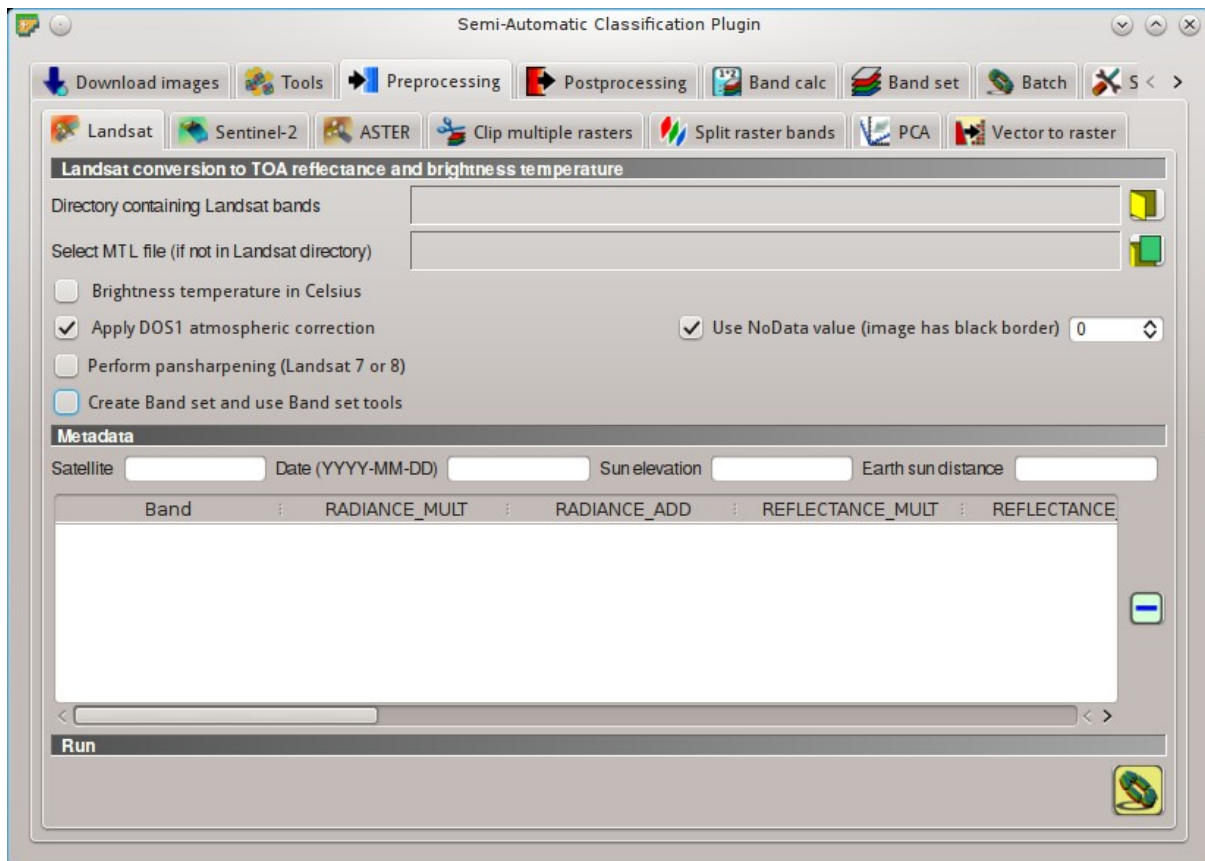 Semi-Automatic Classification Plugin
Download images Tools Preprocessing Postprocessing Band calc Band set Batch S
Landsat Sentinel-2 ASTER Clip multiple rasters Split raster bands PCA Vector to raster
Landsat conversion to TOA reflectance and brightness temperature
Directory containing Landsat bands
Select MTL file (if not in Landsat directory)
Brightness temperature in Celsius
Apply DOS1 atmospheric correction Use NoData value (image has black border) 0
Perform pansharpening (Landsat 7 or 8)
Create Band set and use Band set tools
Metadata
Satellite Date (YYYY-MM-DD) Sun elevation Earth sun distance
Band RADIANCE_MULT RADIANCE_ADD REFLECTANCE_MULT REFLECTANCE_
Run